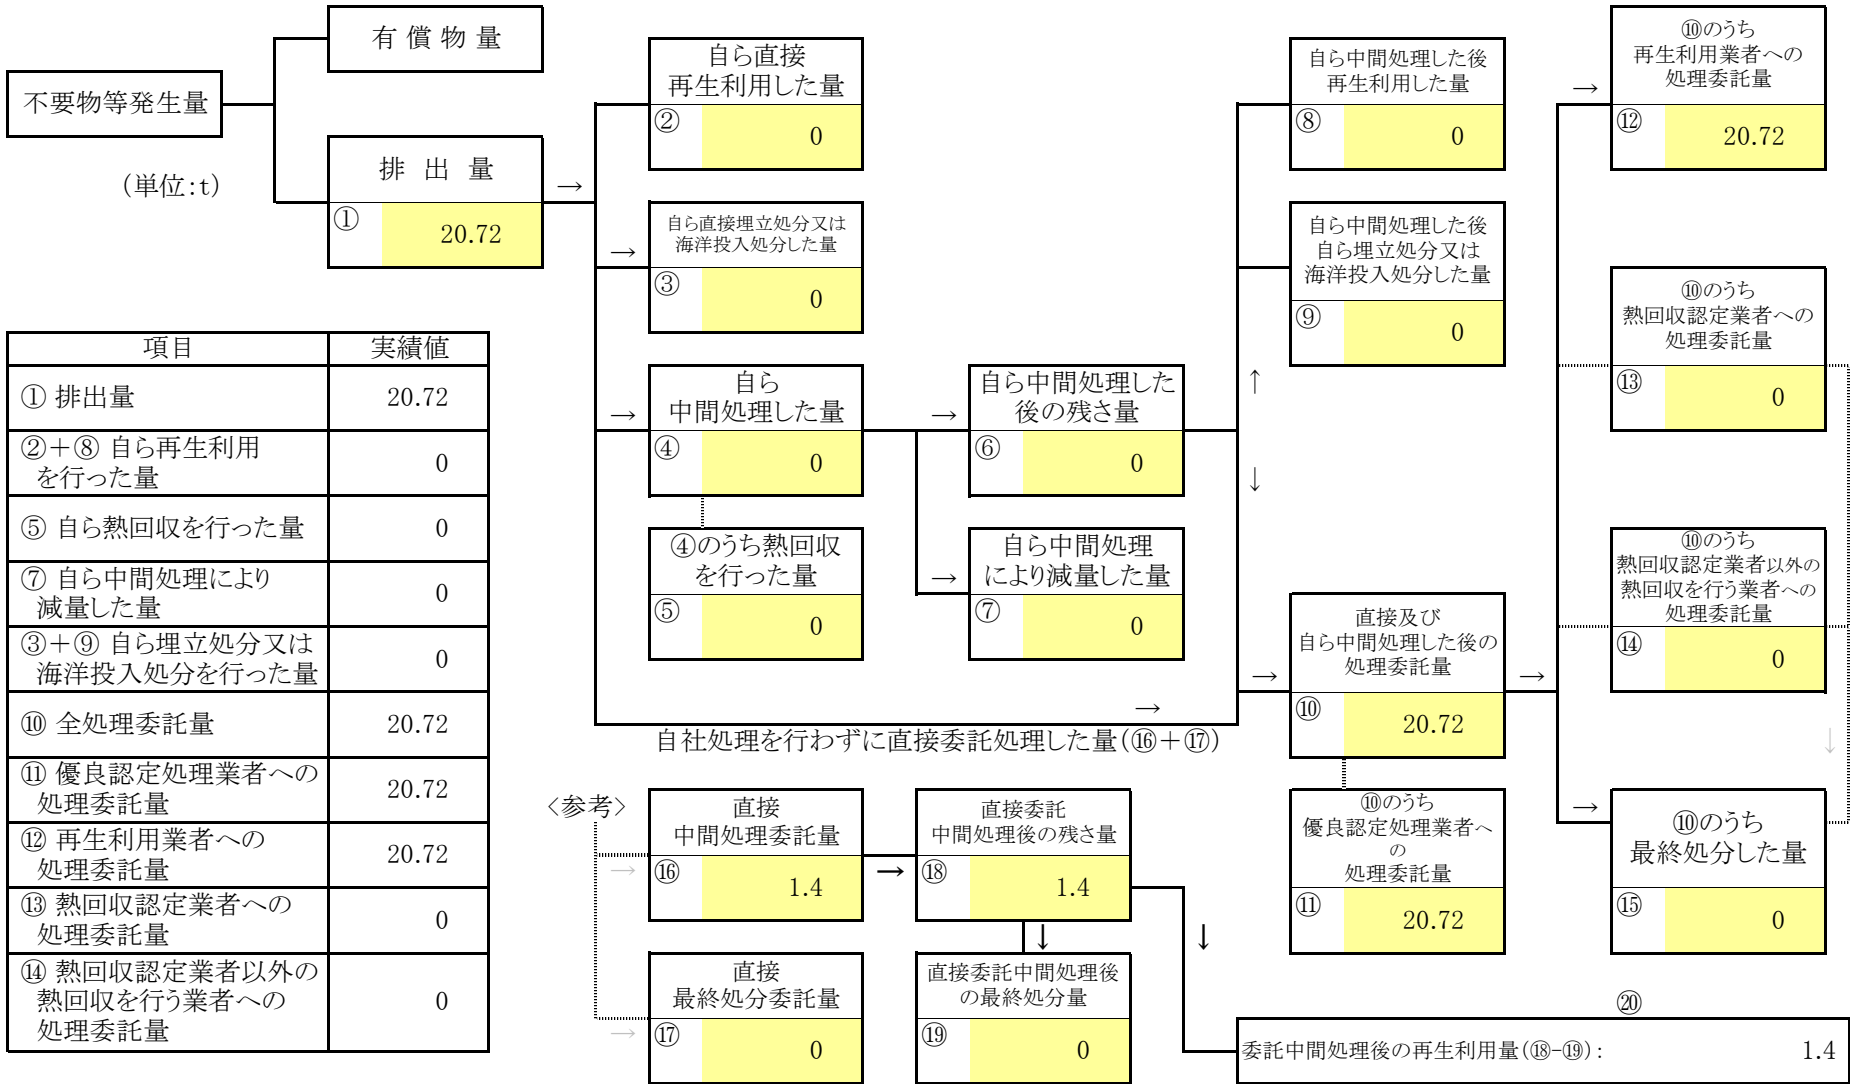 不要物等発生量
(単位:t)
有 償 物 量
排 出 量
①
20.72
→
自ら直接
再生利用した量
②
0
→
自ら直接埋立処分又は
海洋投入処分した量
③
0
→
自ら
中間処理した量
④
0
④のうち熱回収
を行った量
⑤
0
→
自ら中間処理した
後の残さ量
⑥
0
→
自ら中間処理
により減量した量
⑦
0
自ら中間処理した後
再生利用した量
⑧
0
自ら中間処理した後
自ら埋立処分又は
海洋投入処分した量
⑨
0
↑
↓
→
自社処理を行わずに直接委託処理した量(⑯+⑰)
→
直接及び
自ら中間処理した後の
処理委託量
⑩
20.72
⑩のうち
優良認定処理業者へ
の
処理委託量
⑪
20.72
→
→
⑩のうち
再生利用業者への
処理委託量
⑫
20.72
⑩のうち
熱回収認定業者への
処理委託量
⑬
0
⑩のうち
熱回収認定業者以外の
熱回収を行う業者への
処理委託量
⑭
0
↓
→
⑩のうち
最終処分した量
⑮
0
項目 実績値
① 排出量 20.72
②+⑧ 自ら再生利用
を行った量 0
⑤ 自ら熱回収を行った量 0
⑦ 自ら中間処理により
減量した量 0
③+⑨ 自ら埋立処分又は
海洋投入処分を行った量 0
⑩ 全処理委託量 20.72
⑪ 優良認定処理業者への
処理委託量 20.72
⑫ 再生利用業者への
処理委託量 20.72
⑬ 熱回収認定業者への
処理委託量 0
⑭ 熱回収認定業者以外の
熱回収を行う業者への
処理委託量 0
<参考>
→
直接
中間処理委託量
⑯
1.4
→
直接委託
中間処理後の残さ量
⑱
1.4
↓
↓
→
直接
最終処分委託量
⑰
0
直接委託中間処理後
の最終処分量
⑲
0
⑳
委託中間処理後の再生利用量(⑱-⑲): 1.4